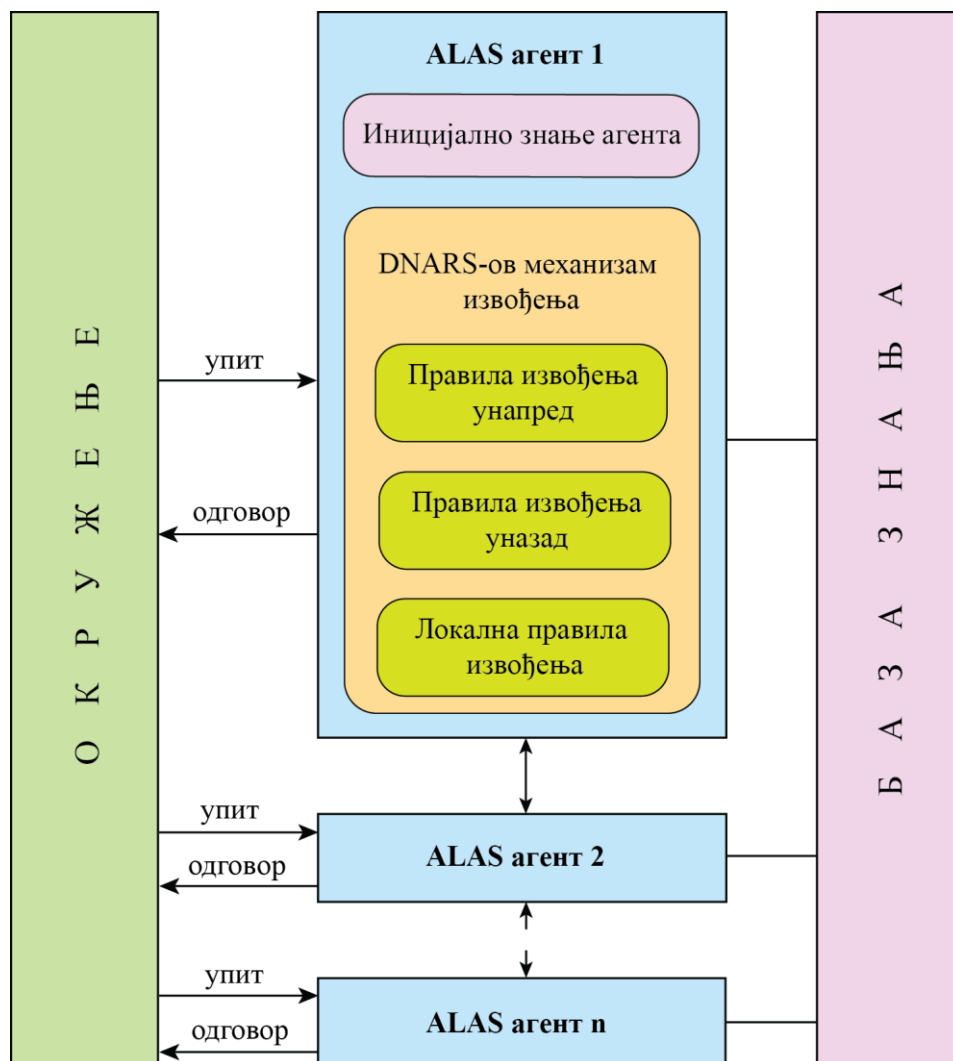 О К Р У Ж Е Њ Е
ALAS агент 1
Иницијално знање агента
DNARS-ов механизам
извођења
Правила извођења
унапред
Правила извођења
уназад
Локална правила
извођења
упит
одговор
ALAS агент 2
упит
одговор
ALAS агент n
упит
одговор
Б А З А З Н А Њ А